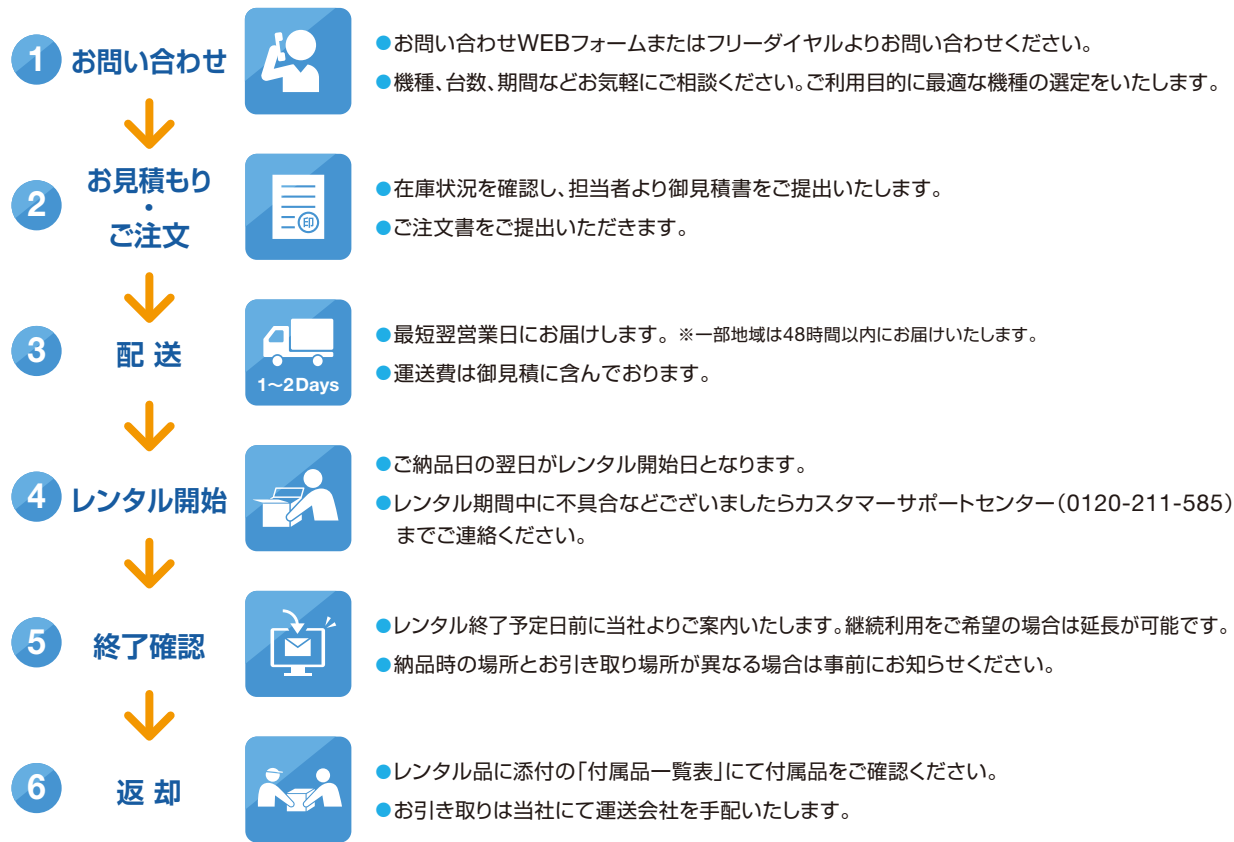 1 お問い合わせ
●お問い合わせWEBフォームまたはフリーダイヤルよりお問い合わせください。
●機種、台数、期間などお気軽にご相談ください。ご利用目的に最適な機種の選定をいたします。
2 お見積もり
・
ご注文
印
●在庫状況を確認し、担当者より御見積書をご提出いたします。
●ご注文書をご提出いただきます。
3 配 送
1〜2Days
●最短翌営業日にお届けします。 ※一部地域は48時間以内にお届けいたします。
●運送費は御見積に含んでおります。
4 レンタル開始
●ご納品日の翌日がレンタル開始日となります。
●レンタル期間中に不具合などございましたらカスタマーサポートセンター(0120-211-585)
までご連絡ください。
5 終了確認
●レンタル終了予定日前に当社よりご案内いたします。継続利用をご希望の場合は延長が可能です。
●納品時の場所とお引き取り場所が異なる場合は事前にお知らせください。
6 返 却
●レンタル品に添付の「付属品一覧表」にて付属品をご確認ください。
●お引き取りは当社にて運送会社を手配いたします。